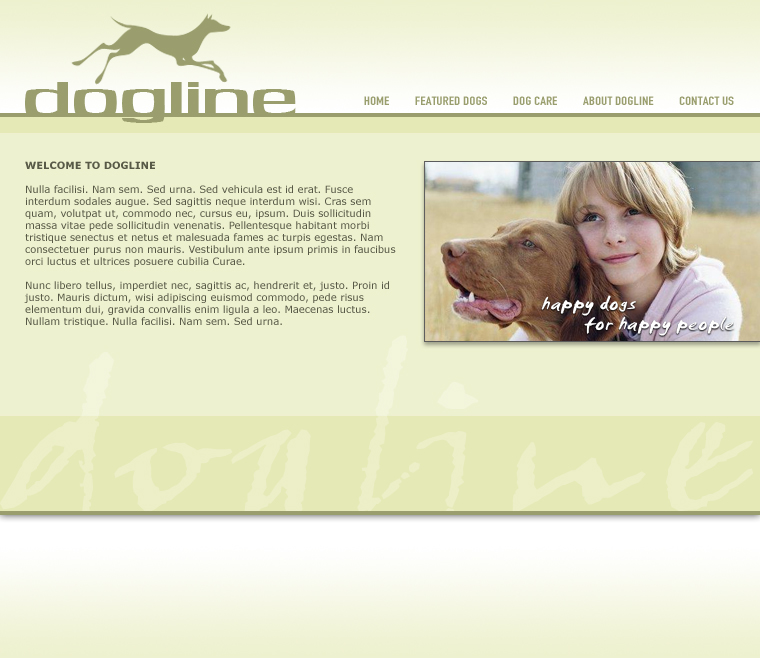 dogline
HOME FEATURED DOGS DOG CARE ABOUT DOGLINE CONTACT US
WELCOME TO DOGLINE
Nulla facilisi. Nam sem. Sed urna. Sed vehicula est id erat. Fusce
interdum sodales augue. Sed sagittis neque interdum wisi. Cras sem
quam, volutpat ut, commodo nec, cursus eu, ipsum. Duis sollicitudin
massa vitae pede sollicitudin venenatis. Pellentesque habitant morbi
tristique senectus et netus et malesuada fames ac turpis egestas. Nam
consectetuer purus non mauris. Vestibulum ante ipsum primis in faucibus
orci luctus et ultrices posuere cubilia Curae.
Nunc libero tellus, imperdiet nec, sagittis ac, hendrerit et, justo. Proin id
justo. Mauris dictum, wisi adipiscing euismod commodo, pede risus
elementum dui, gravida convallis enim ligula a leo. Maecenas luctus.
Nullam tristique. Nulla facilisi. Nam sem. Sed urna.
happy dogs
for happy people
dogline